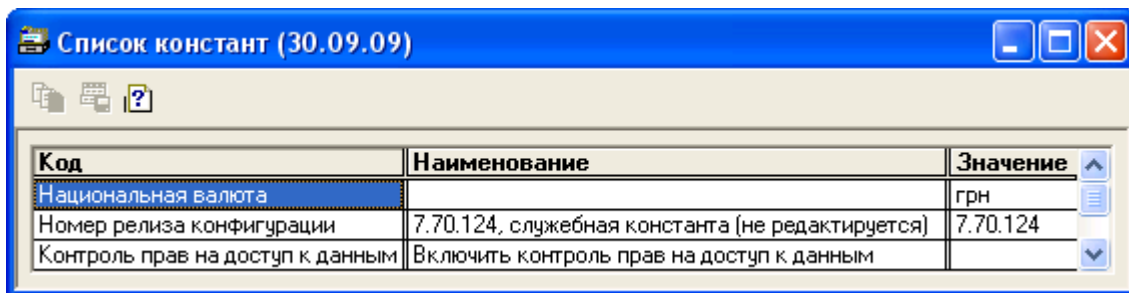 Список констант (30.09.09)
Код Наименование Значение
Национальная валюта грн
Номер релиза конфигурации 7.70.124, служебная константа (не редактируется) 7.70.124
Контроль прав на доступ к данным Включить контроль прав на доступ к данным